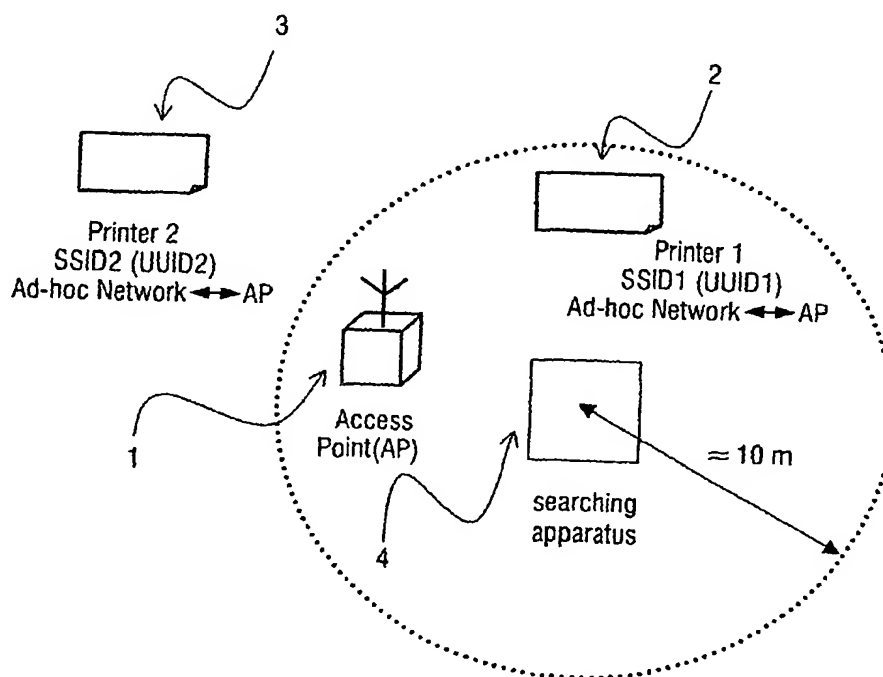 3
2
Printer 2
SSID2 (UUID2)
Ad-hoc Network ↔ AP
Printer 1
SSID1 (UUID1)
Ad-hoc Network ↔ AP
1
Access
Point(AP)
≈ 10 m
4
searching
apparatus